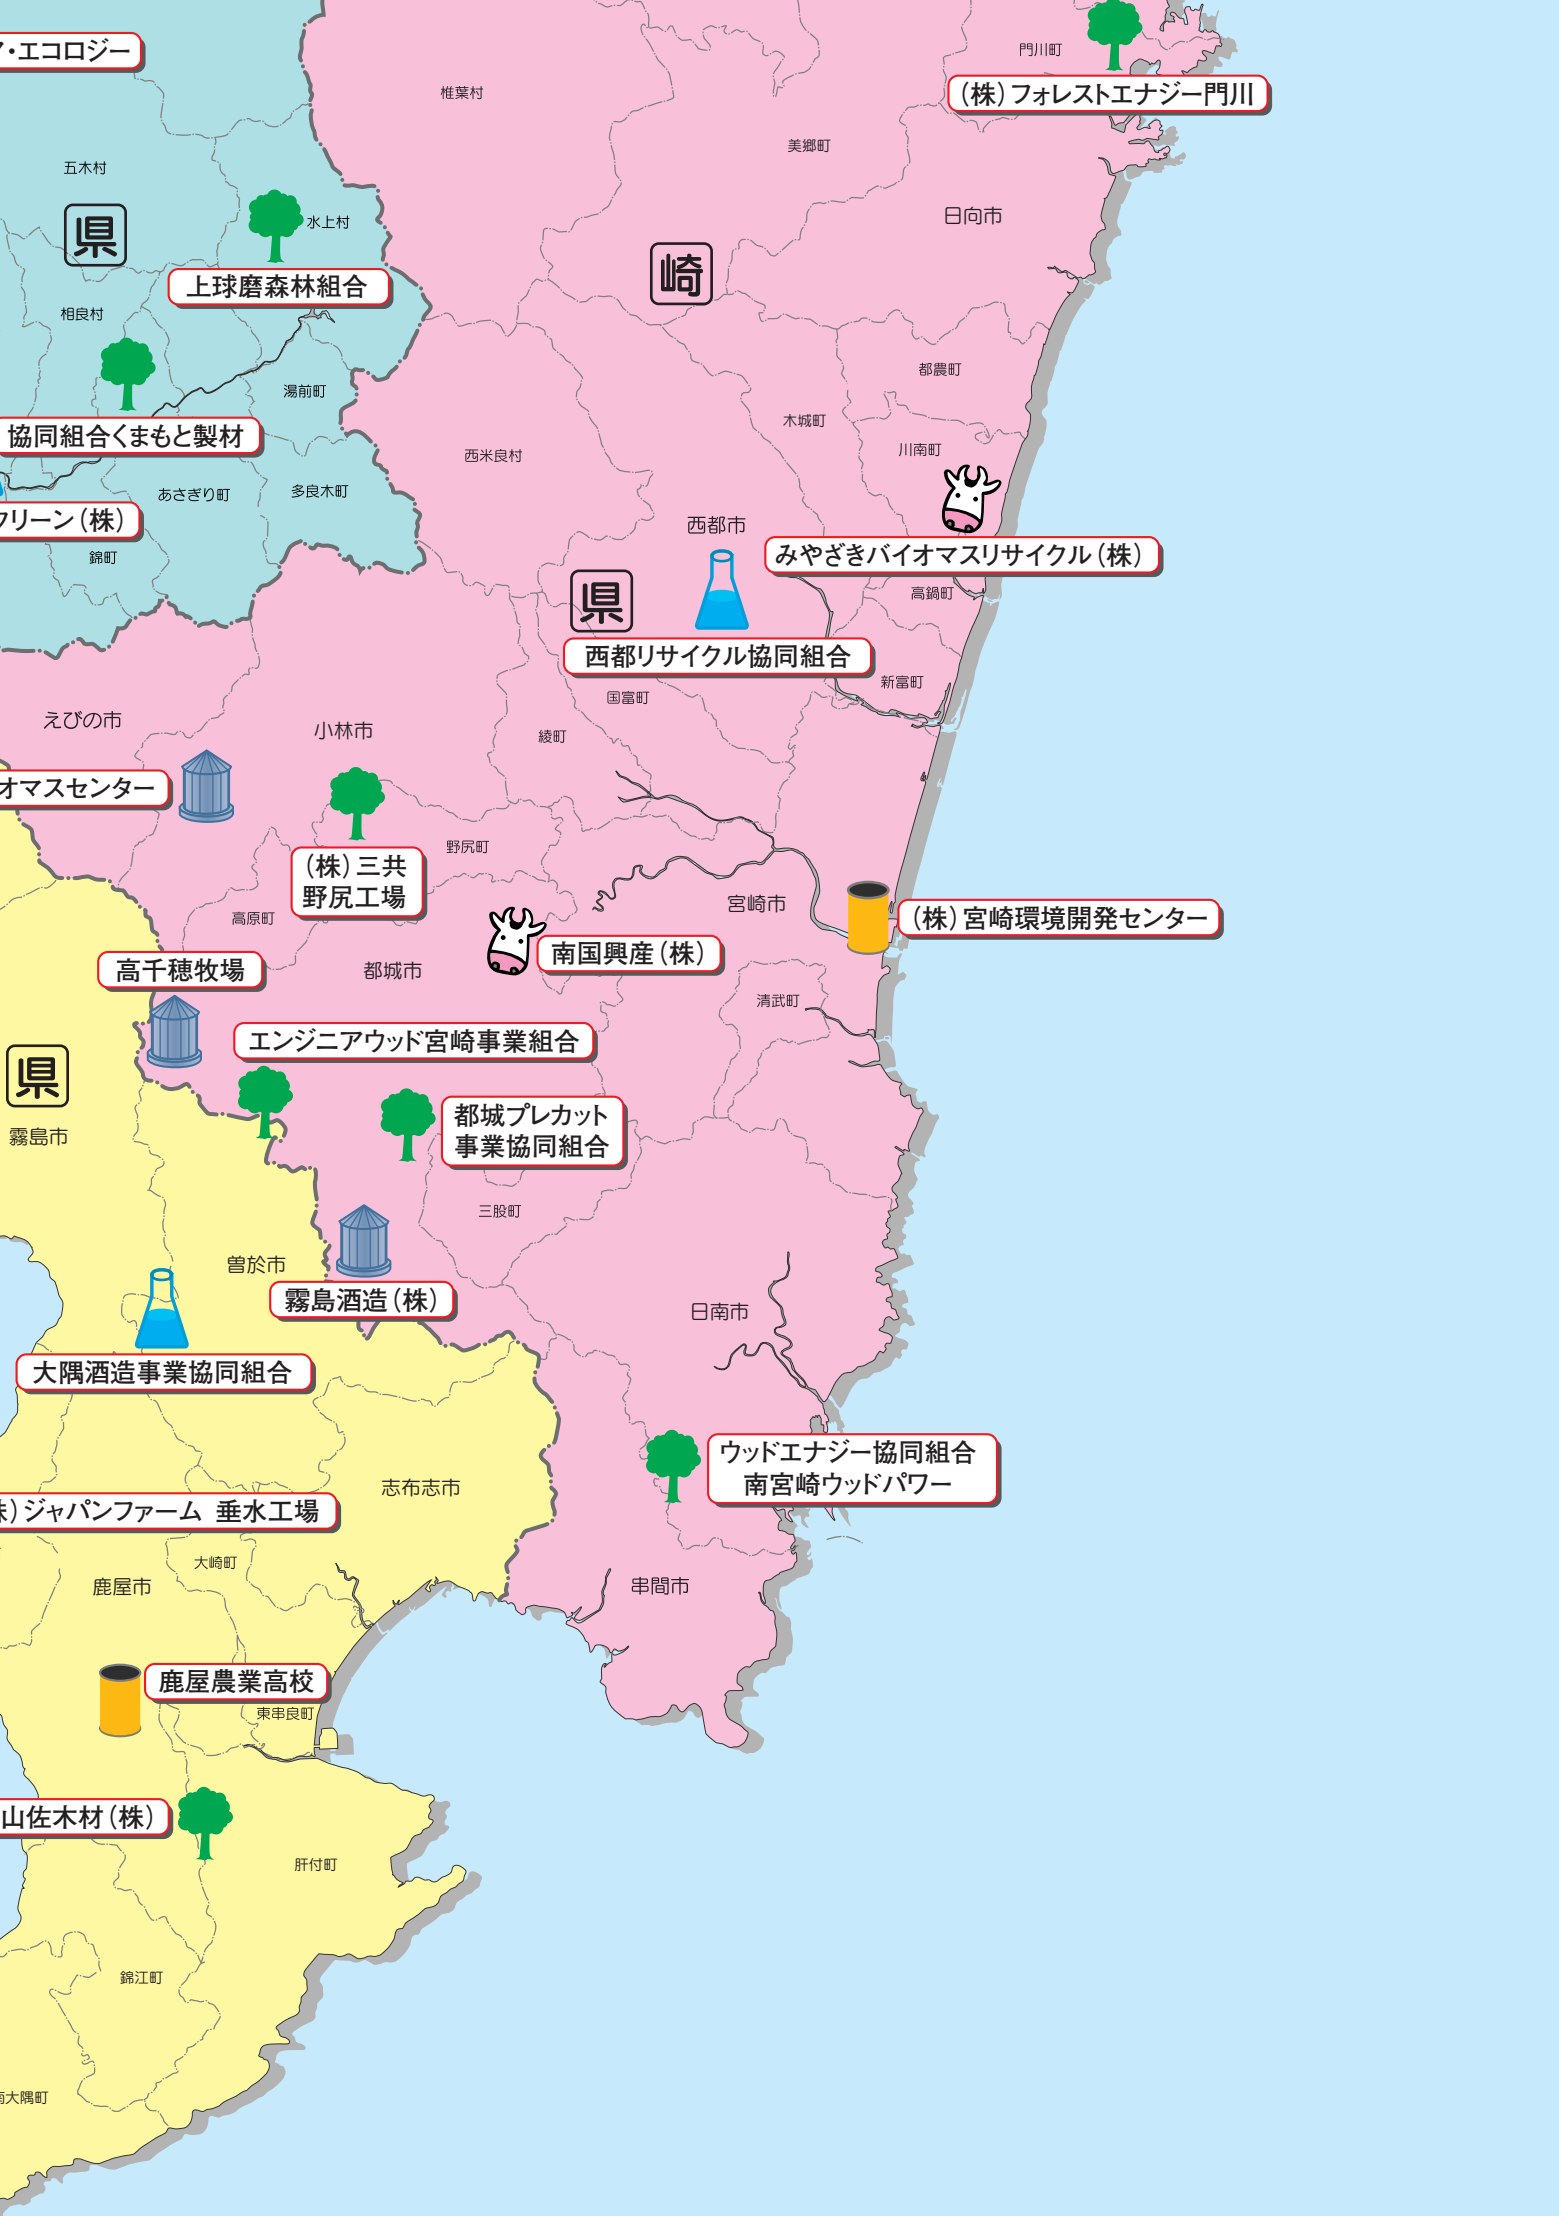 ・エコロジー
門川町
(株)フォレストエナジー門川
椎葉村
美郷町
五木村
日向市
水上村
県
崎
上球磨森林組合
相良村
都農町
湯前町
木城町
協同組合くまもと製材
川南町
西米良村
あさぎり町
多良木町
クリーン(株)
西都市
錦町
みやざきバイオマスリサイクル(株)
県
高鍋町
西都リサイクル協同組合
国富町
新富町
えびの市
小林市
綾町
オマスセンター
野尻町
(株)三共
野尻工場
宮崎市
高原町
(株)宮崎環境開発センター
南国興産(株)
高千穂牧場
都城市
清武町
エンジニアウッド宮崎事業組合
県
都城プレカット
事業協同組合
霧島市
三股町
曽於市
霧島酒造(株)
日南市
大隅酒造事業協同組合
ウッドエナジー協同組合
南宮崎ウッドパワー
志布志市
株)ジャパンファーム 垂水工場
大崎町
鹿屋市
串間市
鹿屋農業高校
東串良町
山佐木材(株)
肝付町
錦江町
南大隅町